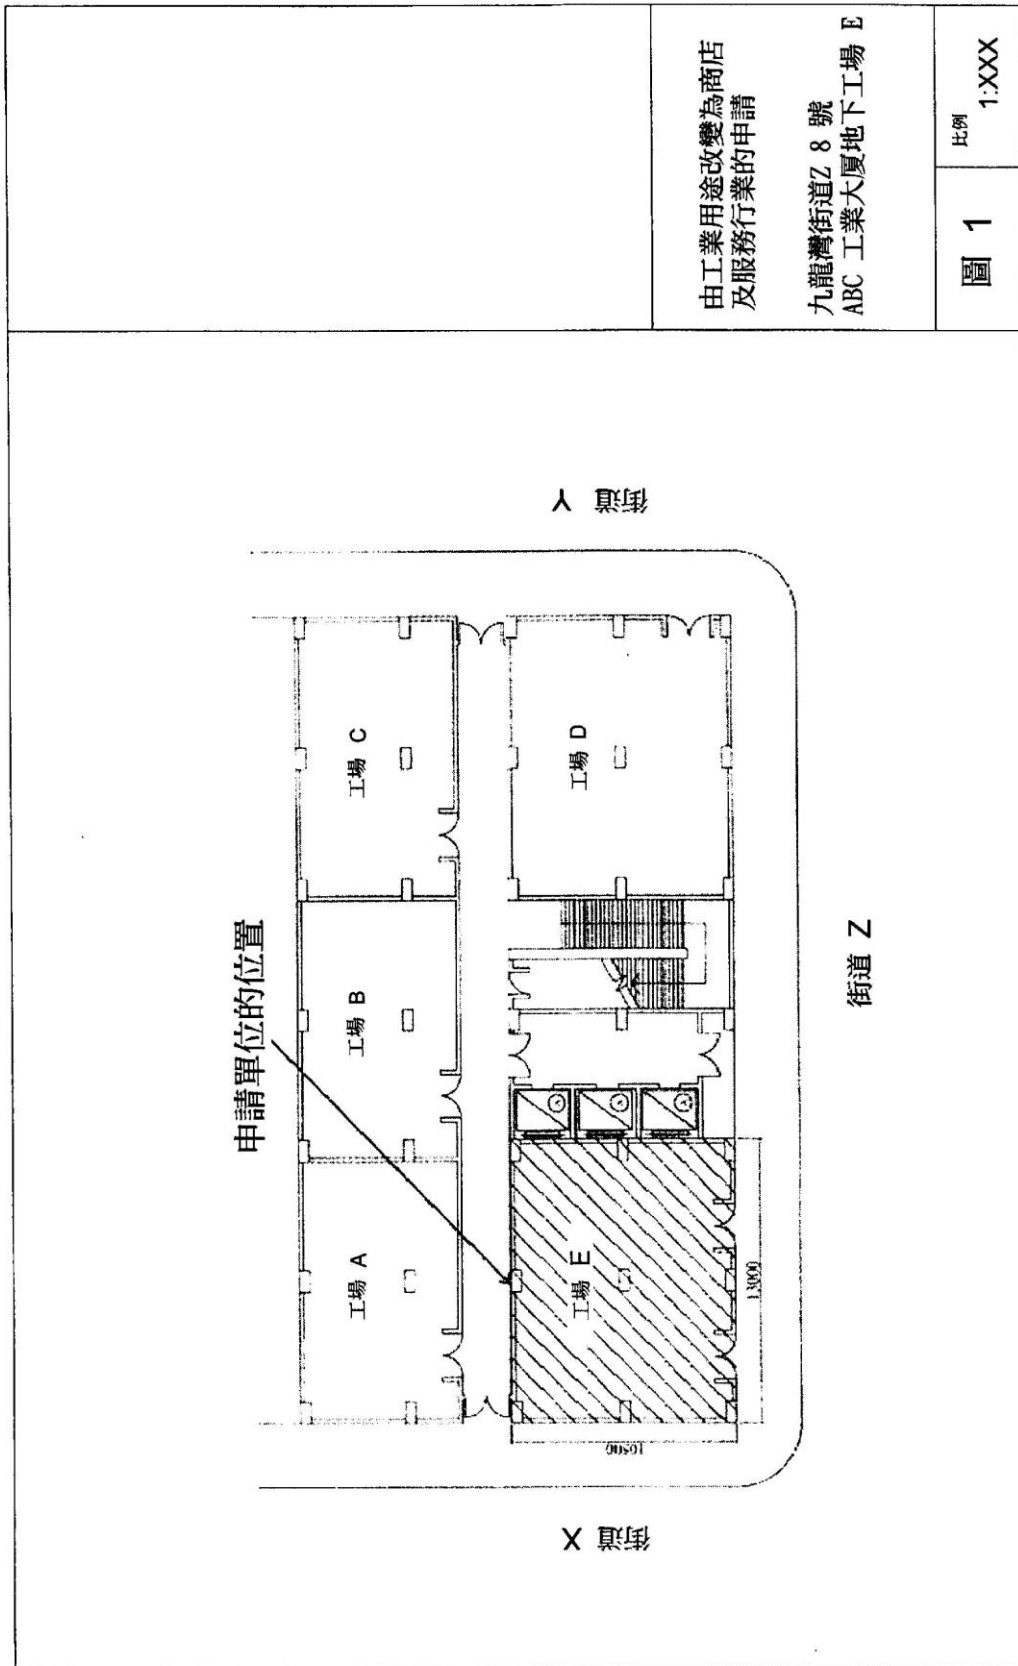 申請單位的位置
工場 A
工場 B
工場 C
工場 E
工場 D
13000
10800
街道 X
街道 Z
街道 Y
由工業用途改變為商店
及服務行業的申請
九龍灣街道Z 8 號
ABC 工業大厦地下工場 E
圖 1
比例
1:XXX